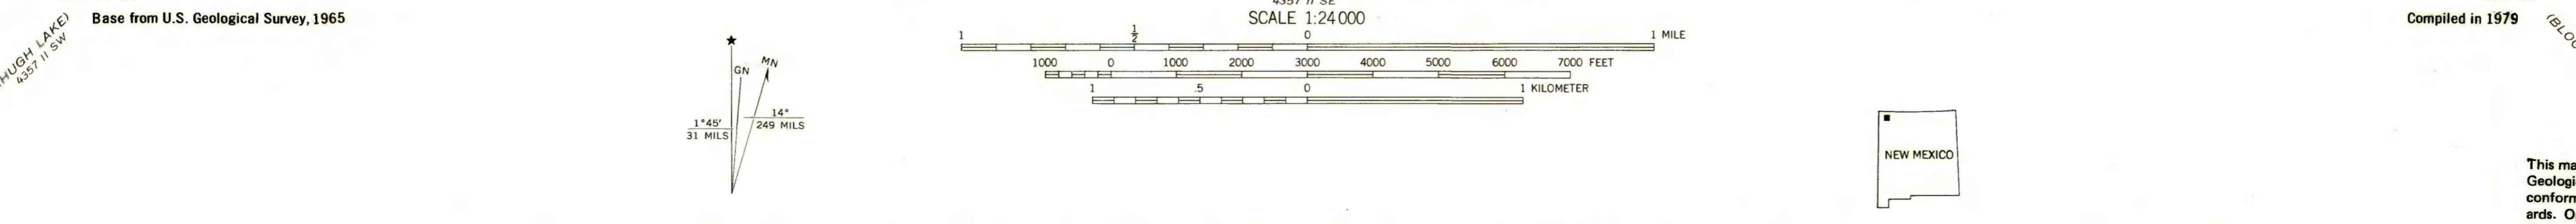 HUGH LAKE)
4357 II SW
Base from U.S. Geological Survey, 1965
GN
MN
1°45'
31 MILS
14°
249 MILS
4357 II SE
SCALE 1:24 000
1 1/2 0 1 MILE
1000 0 1000 2000 3000 4000 5000 6000 7000 FEET
1 .5 0 1 KILOMETER
NEW MEXICO
Compiled in 1979
(BLO
This ma
Geologi
conform
ards. O